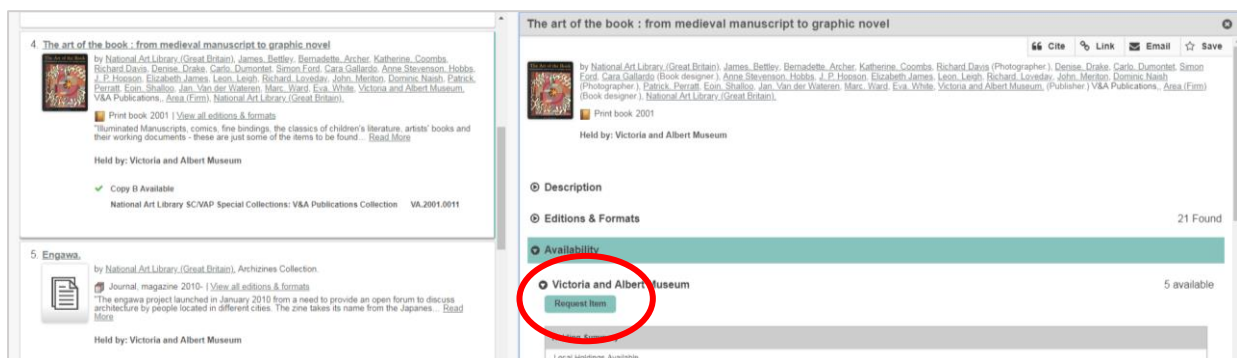 4. The art of the book : from medieval manuscript to graphic novel
by National Art Library (Great Britain), James, Bettley, Bernadette, Archer, Katherine, Coombs,
Richard Davis, Denise, Drake, Carlo, Dumontet, Simon Ford, Cara Gallardo, Anne Stevenson, Hobbs,
J. P. Hopson, Elizabeth James, Leon, Leigh, Richard, Loveday, John, Meriton, Dominic Naish, Patrick,
Perratt, Eoin, Shalloo, Jan, Van der Wateren, Marc, Ward, Eva, White, Victoria and Albert Museum,
V&A Publications,, Area (Firm), National Art Library (Great Britain),
Print book 2001 | View all editions & formats
"Illuminated Manuscripts, comics, fine bindings, the classics of children's literature, artists' books and
their working documents - these are just some of the items to be found... Read More
Held by: Victoria and Albert Museum
Copy B Available
National Art Library SC/VAP Special Collections: V&A Publications Collection VA.2001.0011
5. Engawa.
by National Art Library (Great Britain), Archizines Collection.
Journal, magazine 2010- | View all editions & formats
"The engawa project launched in January 2010 from a need to provide an open forum to discuss
architecture by people located in different cities. The zine takes its name from the Japanes... Read
More
Held by: Victoria and Albert Museum
The art of the book : from medieval manuscript to graphic novel
Cite Link Email Save
by National Art Library (Great Britain), James, Bettley, Bernadette, Archer, Katherine, Coombs, Richard Davis (Photographer.), Denise, Drake, Carlo, Dumontet, Simon
Ford, Cara Gallardo (Book designer.), Anne Stevenson, Hobbs, J. P. Hopson, Elizabeth James, Leon, Leigh, Richard, Loveday, John, Meriton, Dominic Naish
(Photographer.), Patrick, Perratt, Eoin, Shalloo, Jan, Van der Wateren, Marc, Ward, Eva, White, Victoria and Albert Museum, (Publisher.) V&A Publications,, Area (Firm)
(Book designer.), National Art Library (Great Britain),
Print book 2001
Held by: Victoria and Albert Museum
Description
Editions & Formats 21 Found
Availability
Victoria and Albert Museum 5 available
Request Item
Holding Summary
Local Holdings Available